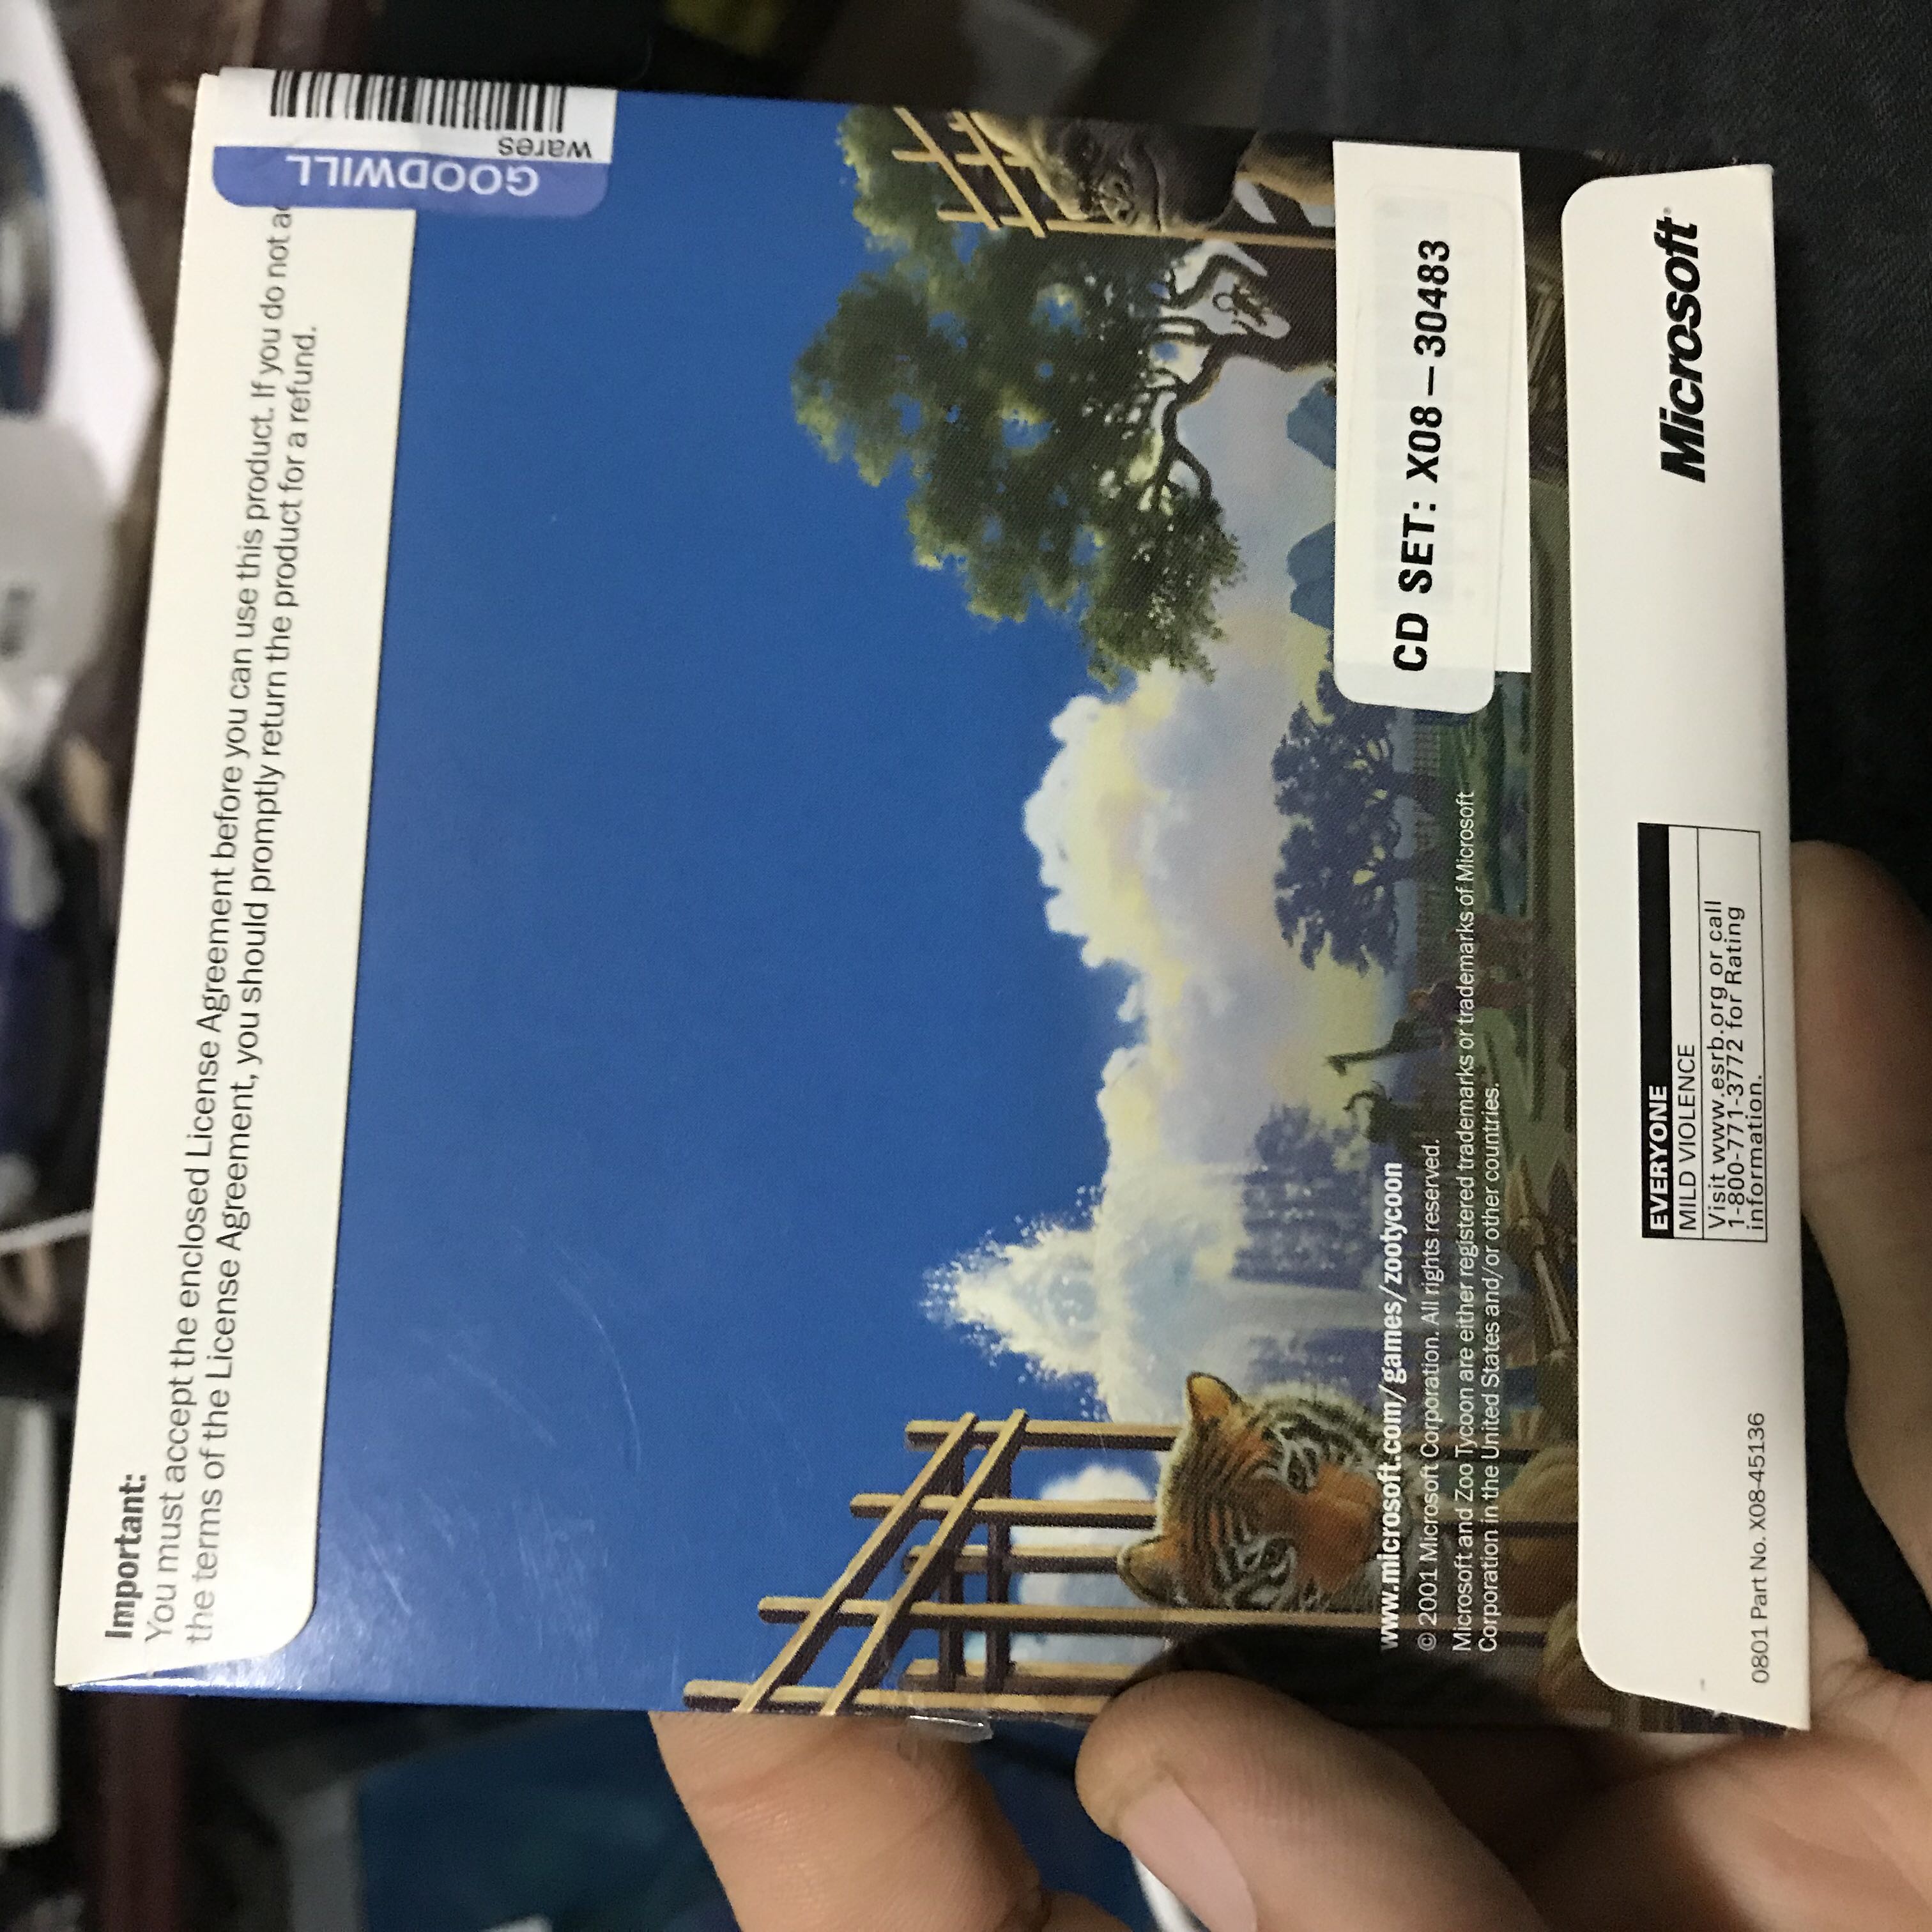 Important:
You must accept the enclosed License Agreement before you can use this product. If you do not
the terms of the License Agreement, you should promptly return the product for a refund.
GOODWILL
wares
CD SET: X08-30483
www.microsoft.com/games/zootycoon
© 2001 Microsoft Corporation. All rights reserved.
Microsoft and Zoo Tycoon are either registered trademarks or trademarks of Microsoft
Corporation in the United States and/or other countries.
0801 Part No. X08-45136
EVERYONE
MILD VIOLENCE
Visit www.esrb.org or call
1-800-771-3772 for Rating
information.
Microsoft